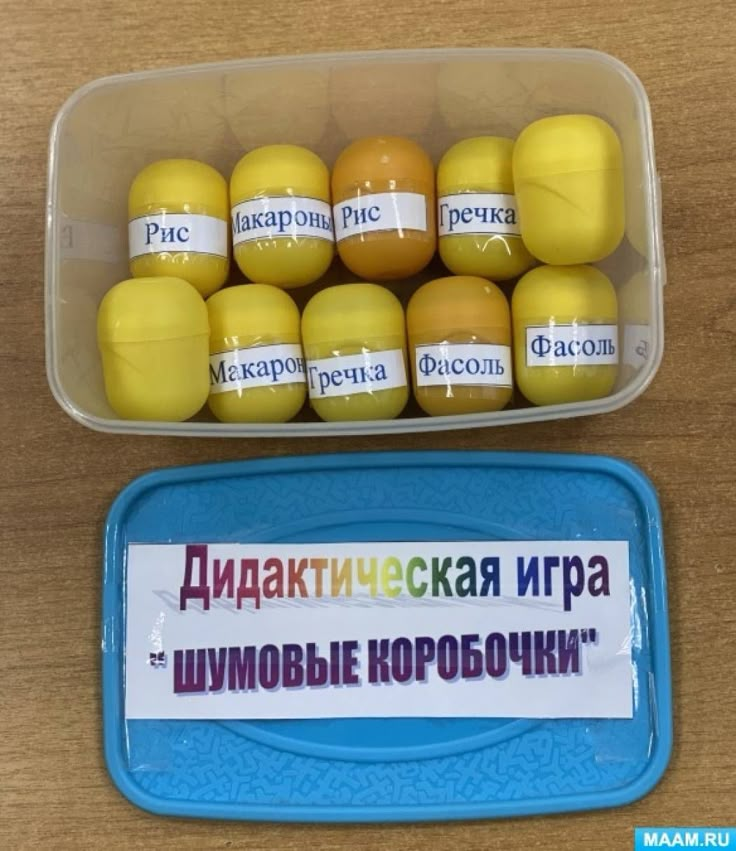 Рис
Макароны
Рис
Гречка
Макарон
Гречка
Фасоль
Фасоль
Дидактическая игра
"ШУМОВЫЕ КОРОБОЧКИ"
MAAM.RU